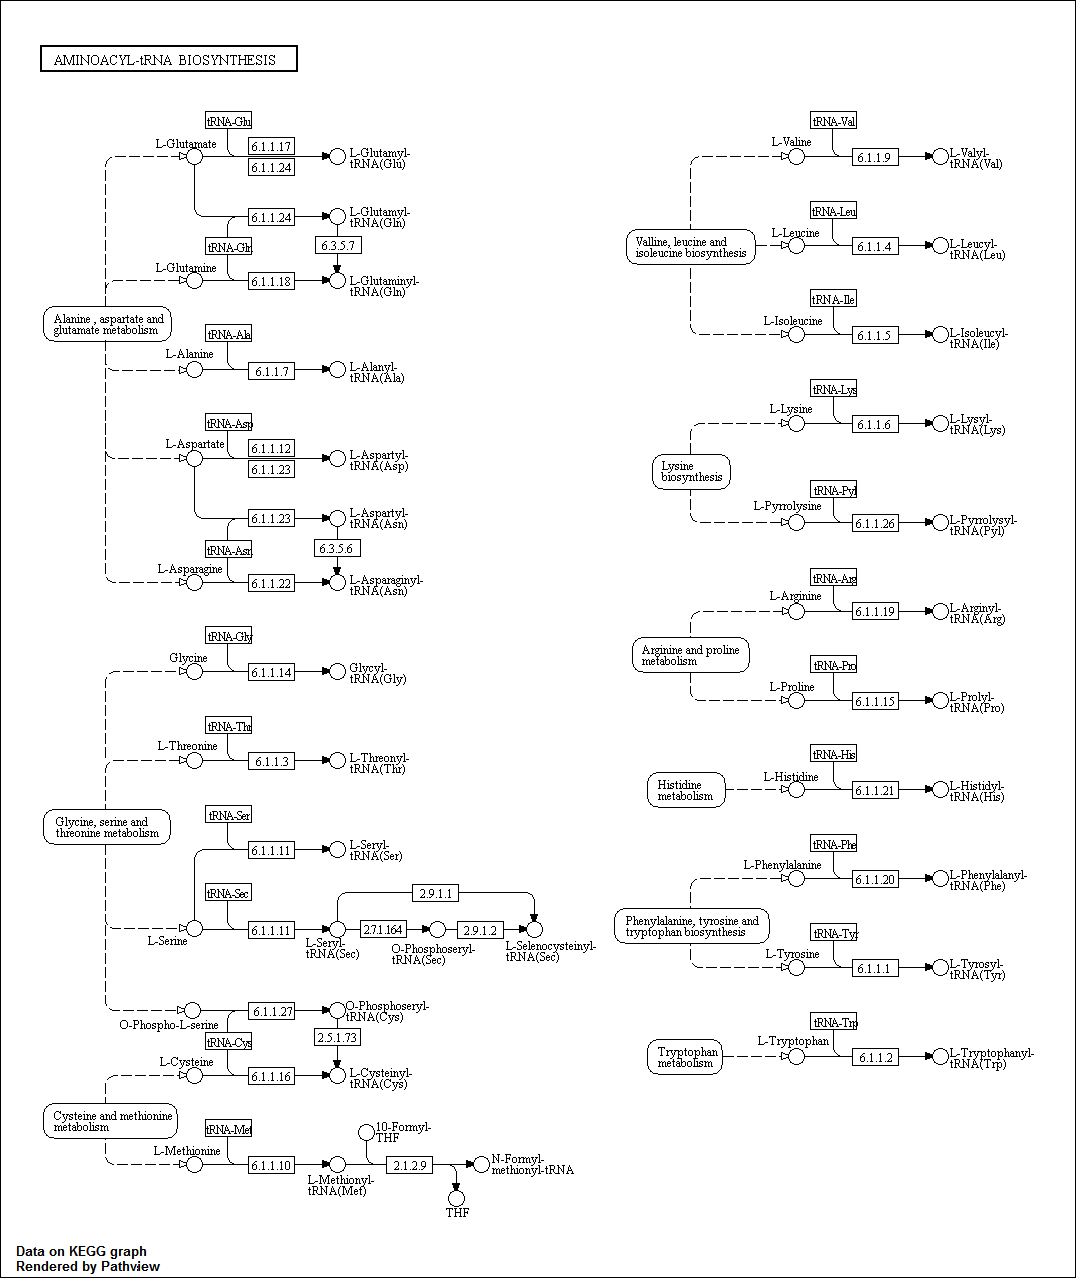 AMINOACYL-tRNA BIOSYNTHESIS
tRNA-Glu
L-Glutamate
6.1.1.17
6.1.1.24
L-Glutamyl-
tRNA(Glu)
6.1.1.24
L-Glutamyl-
tRNA(Gln)
tRNA-Gln
6.3.5.7
L-Glutamine
6.1.1.18
L-Glutaminyl-
tRNA(Gln)
Alanine , aspartate and
glutamate metabolism
tRNA-Ala
L-Alanine
6.1.1.7
L-Alanyl-
tRNA(Ala)
tRNA-Asp
L-Aspartate
6.1.1.12
6.1.1.23
L-Aspartyl-
tRNA(Asp)
6.1.1.23
L-Aspartyl-
tRNA(Asn)
tRNA-Asn
6.3.5.6
L-Asparagine
6.1.1.22
L-Asparaginyl-
tRNA(Asn)
tRNA-Gly
Glycine
6.1.1.14
Glycyl-
tRNA(Gly)
tRNA-Thr
L-Threonine
6.1.1.3
L-Threonyl-
tRNA(Thr)
Glycine, serine and
threonine metabolism
tRNA-Ser
6.1.1.11
L-Seryl-
tRNA(Ser)
tRNA-Sec
L-Serine
6.1.1.11
L-Seryl-
tRNA(Sec)
2.9.1.1
2.7.1.164
O-Phosphoseryl-
tRNA(Sec)
2.9.1.2
L-Selenocysteinyl-
tRNA(Sec)
O-Phospho-L-serine
6.1.1.27
O-Phosphoseryl-
tRNA(Cys)
tRNA-Cys
2.5.1.73
L-Cysteine
6.1.1.16
L-Cysteinyl-
tRNA(Cys)
Cysteine and methionine
metabolism
tRNA-Met
L-Methionine
6.1.1.10
L-Methionyl-
tRNA(Met)
10-Formyl-
THF
2.1.2.9
N-Formyl-
methionyl-tRNA
THF
tRNA-Val
L-Valine
6.1.1.9
L-Valyl-
tRNA(Val)
tRNA-Leu
Valline, leucine and
isoleucine biosynthesis
L-Leucine
6.1.1.4
L-Leucyl-
tRNA(Leu)
tRNA-Ile
L-Isoleucine
6.1.1.5
L-Isoleucyl-
tRNA(Ile)
tRNA-Lys
L-Lysine
6.1.1.6
L-Lysyl-
tRNA(Lys)
Lysine
biosynthesis
tRNA-Pyl
L-Pyrrolysine
6.1.1.26
L-Pyrrolysyl-
tRNA(Pyl)
tRNA-Arg
L-Arginine
6.1.1.19
L-Arginyl-
tRNA(Arg)
Arginine and proline
metabolism
tRNA-Pro
L-Proline
6.1.1.15
L-Prolyl-
tRNA(Pro)
tRNA-His
Histidine
metabolism
L-Histidine
6.1.1.21
L-Histidyl-
tRNA(His)
tRNA-Phe
L-Phenylalanine
6.1.1.20
L-Phenylalanyl-
tRNA(Phe)
Phenylalanine, tyrosine and
tryptophan biosynthesis
tRNA-Tyr
L-Tyrosine
6.1.1.1
L-Tyrosyl-
tRNA(Tyr)
tRNA-Trp
Tryptophan
metabolism
L-Tryptophan
6.1.1.2
L-Tryptophanyl-
tRNA(Trp)
Data on KEGG graph
Rendered by Pathview